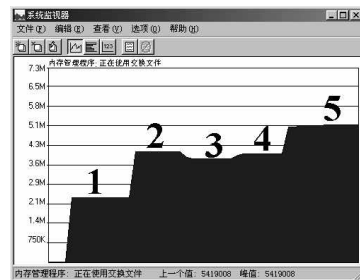 系统监视器
文件(F) 编辑(E) 查看(V) 选项(O) 帮助(H)
内存管理程序: 正在使用交换文件
7.3M
6.5M
5.8M
5.1M
4.3M
3.6M
2.9M
2.1M
1.4M
750K
1
2
3
4
5
内存管理程序: 正在使用交换文件 上一个值: 5419008 峰值: 5419008